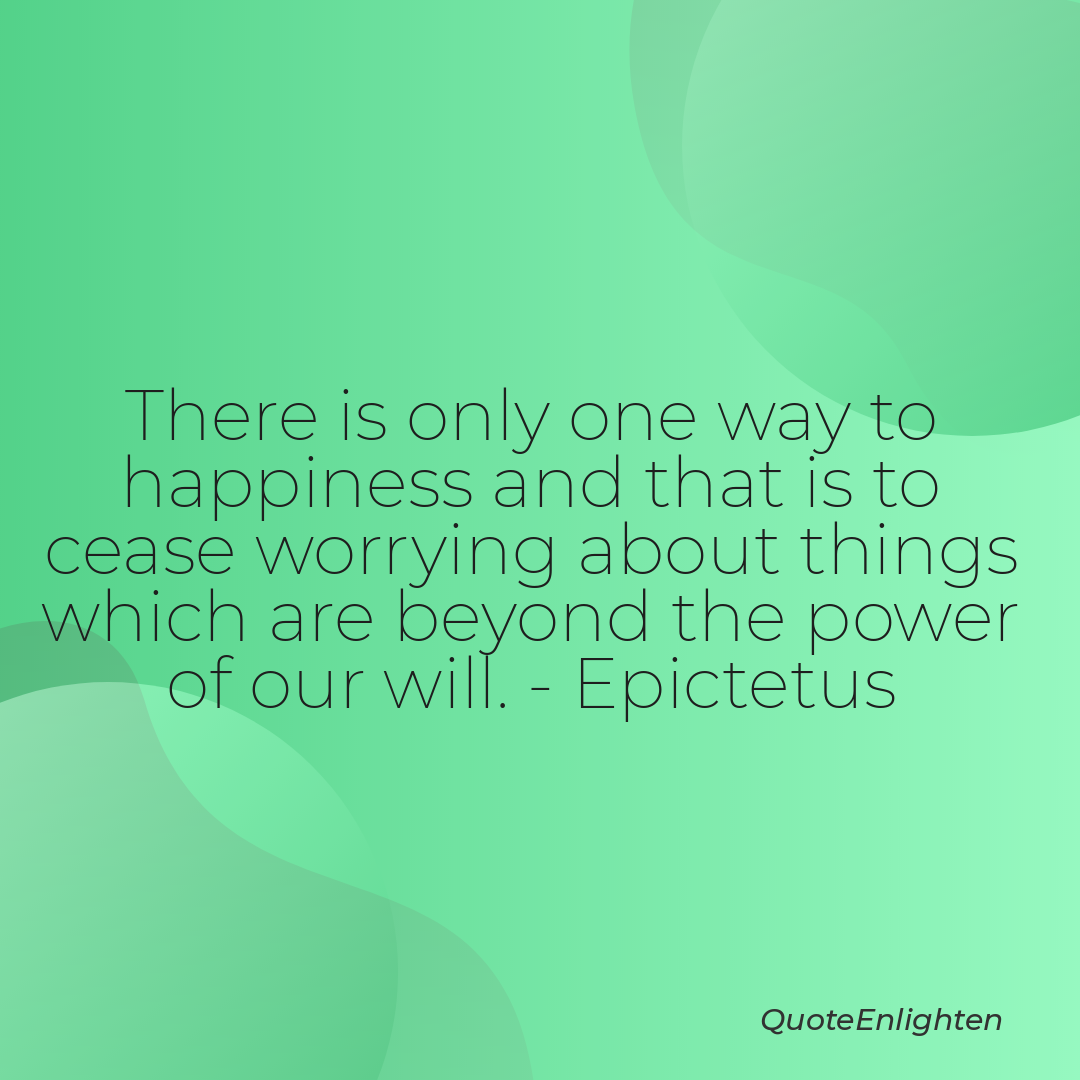 There is only one way to
happiness and that is to
cease worrying about things
which are beyond the power
of our will. - Epictetus
QuoteEnlighten